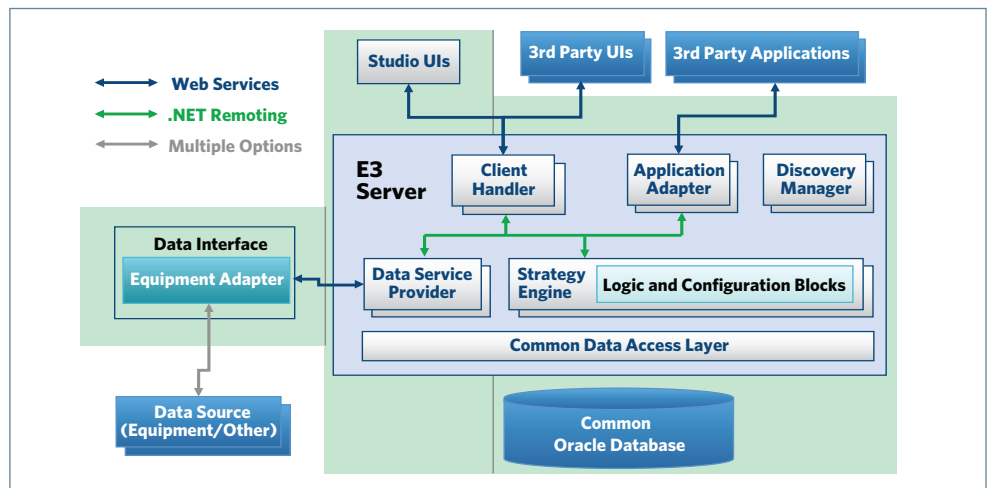 Studio UIs
3rd Party UIs
3rd Party Applications
Web Services
.NET Remoting
Multiple Options
E3
Server
Client
Handler
Application
Adapter
Discovery
Manager
Data Interface
Equipment Adapter
Data Service
Provider
Strategy
Engine
Logic and Configuration Blocks
Common Data Access Layer
Data Source
(Equipment/Other)
Common
Oracle Database